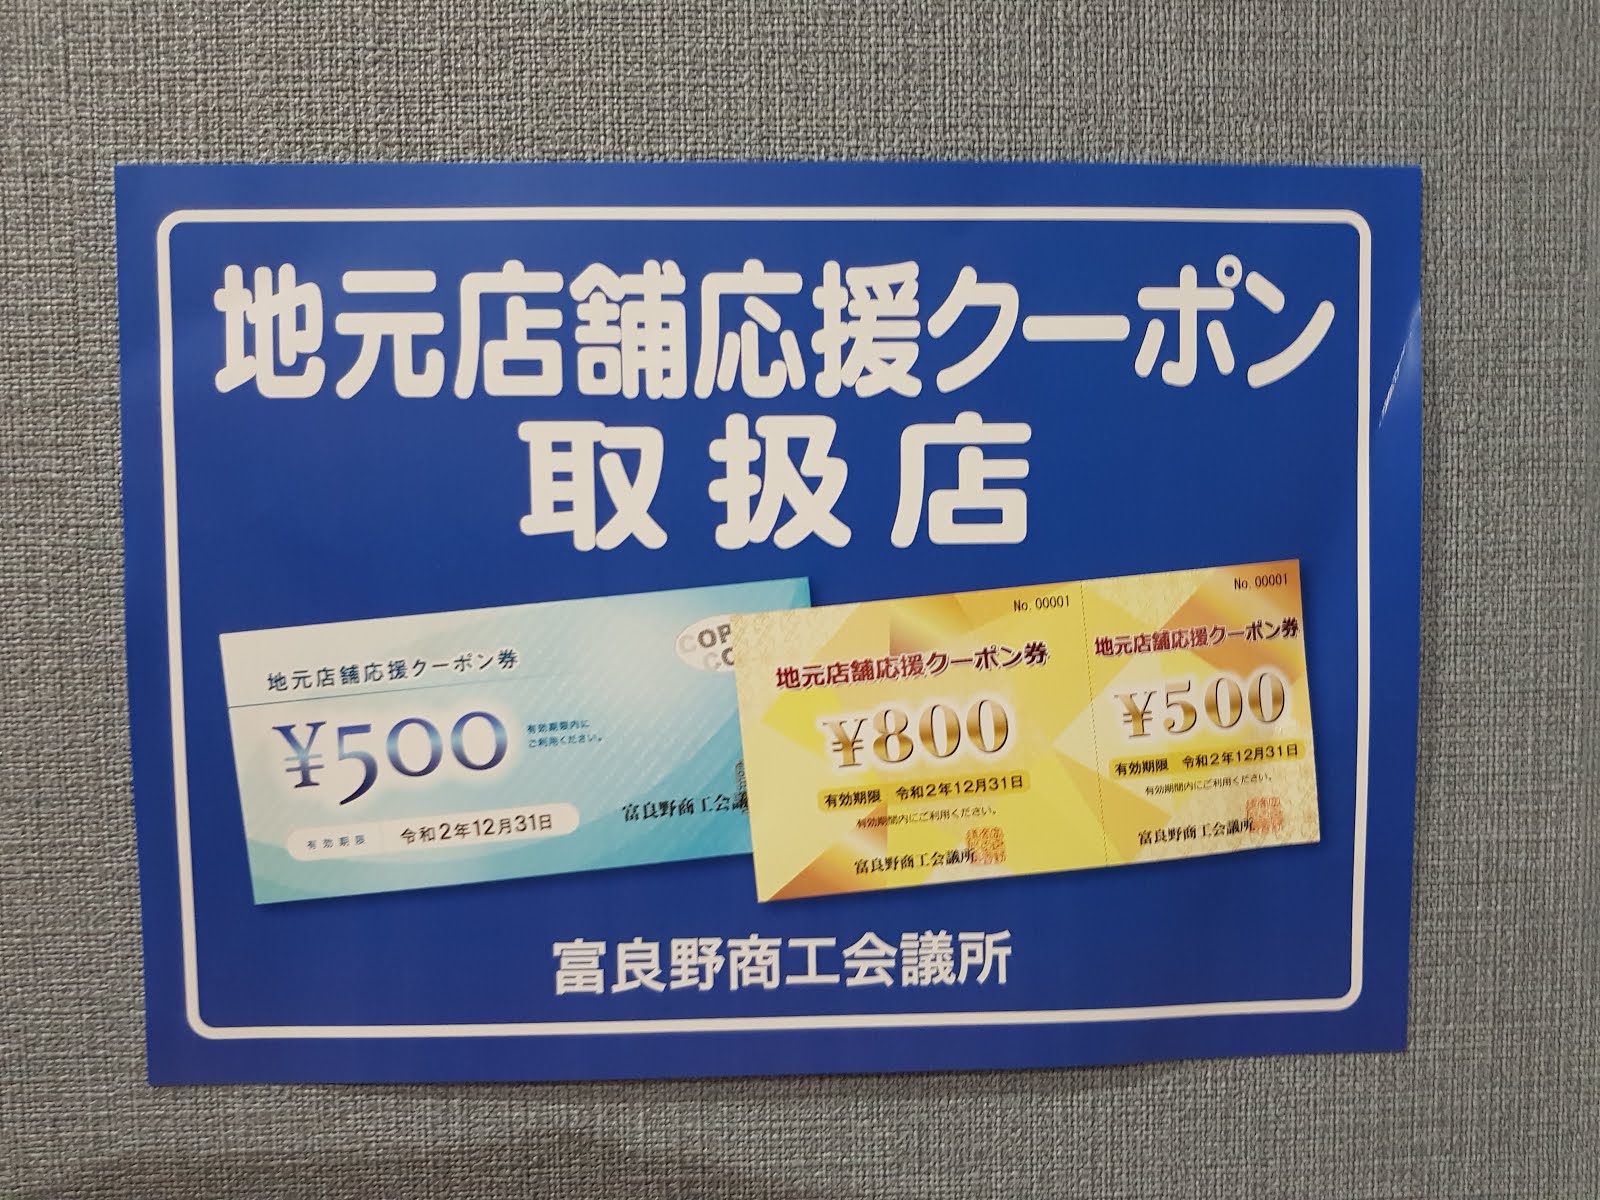 地元店舗応援クーポン
取扱店
地元店舗応援クーポン券
¥500
有効期限内に
ご利用ください。
有効期限 令和2年12月31日
富良野商工会議
No. 00001
地元店舗応援クーポン券
¥800
有効期限 令和2年12月31日
有効期間内にご利用ください。
富良野商工会議所
No. 00001
地元店舗応援クーポン券
¥500
有効期限 令和2年12月31日
有効期間内にご利用ください。
富良野商工会議所
富良野商工会議所